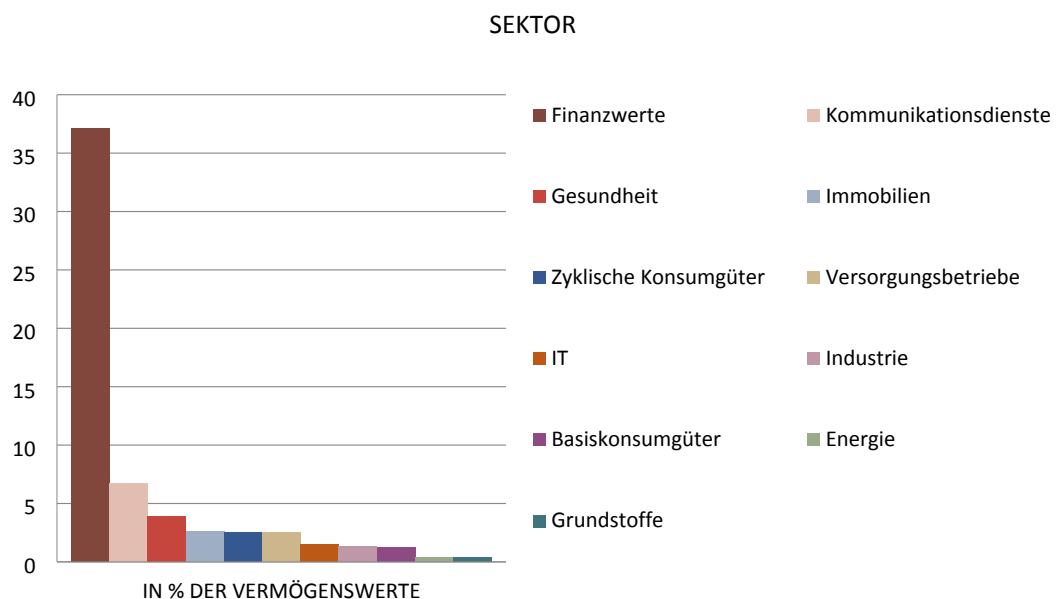 SEKTOR
40
35
30
25
20
15
10
5
0
IN % DER VERMÖGENSWERTE
Finanzwerte
Kommunikationsdienste
Gesundheit
Immobilien
Zyklische Konsumgüter
Versorgungsbetriebe
IT
Industrie
Basiskonsumgüter
Energie
Grundstoffe